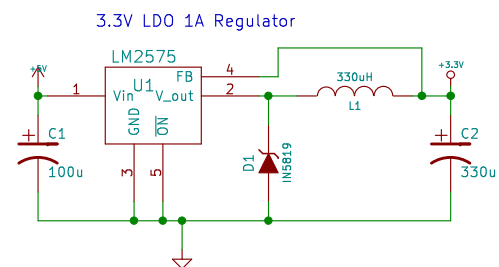 3.3V LDO 1A Regulator
LM2575
+5V
+3.3V
U1
FB
4
330uH
1
Vin
V_out
2
L1
GND
ON
C1
D1
IN5819
C2
100u
330u
3
5